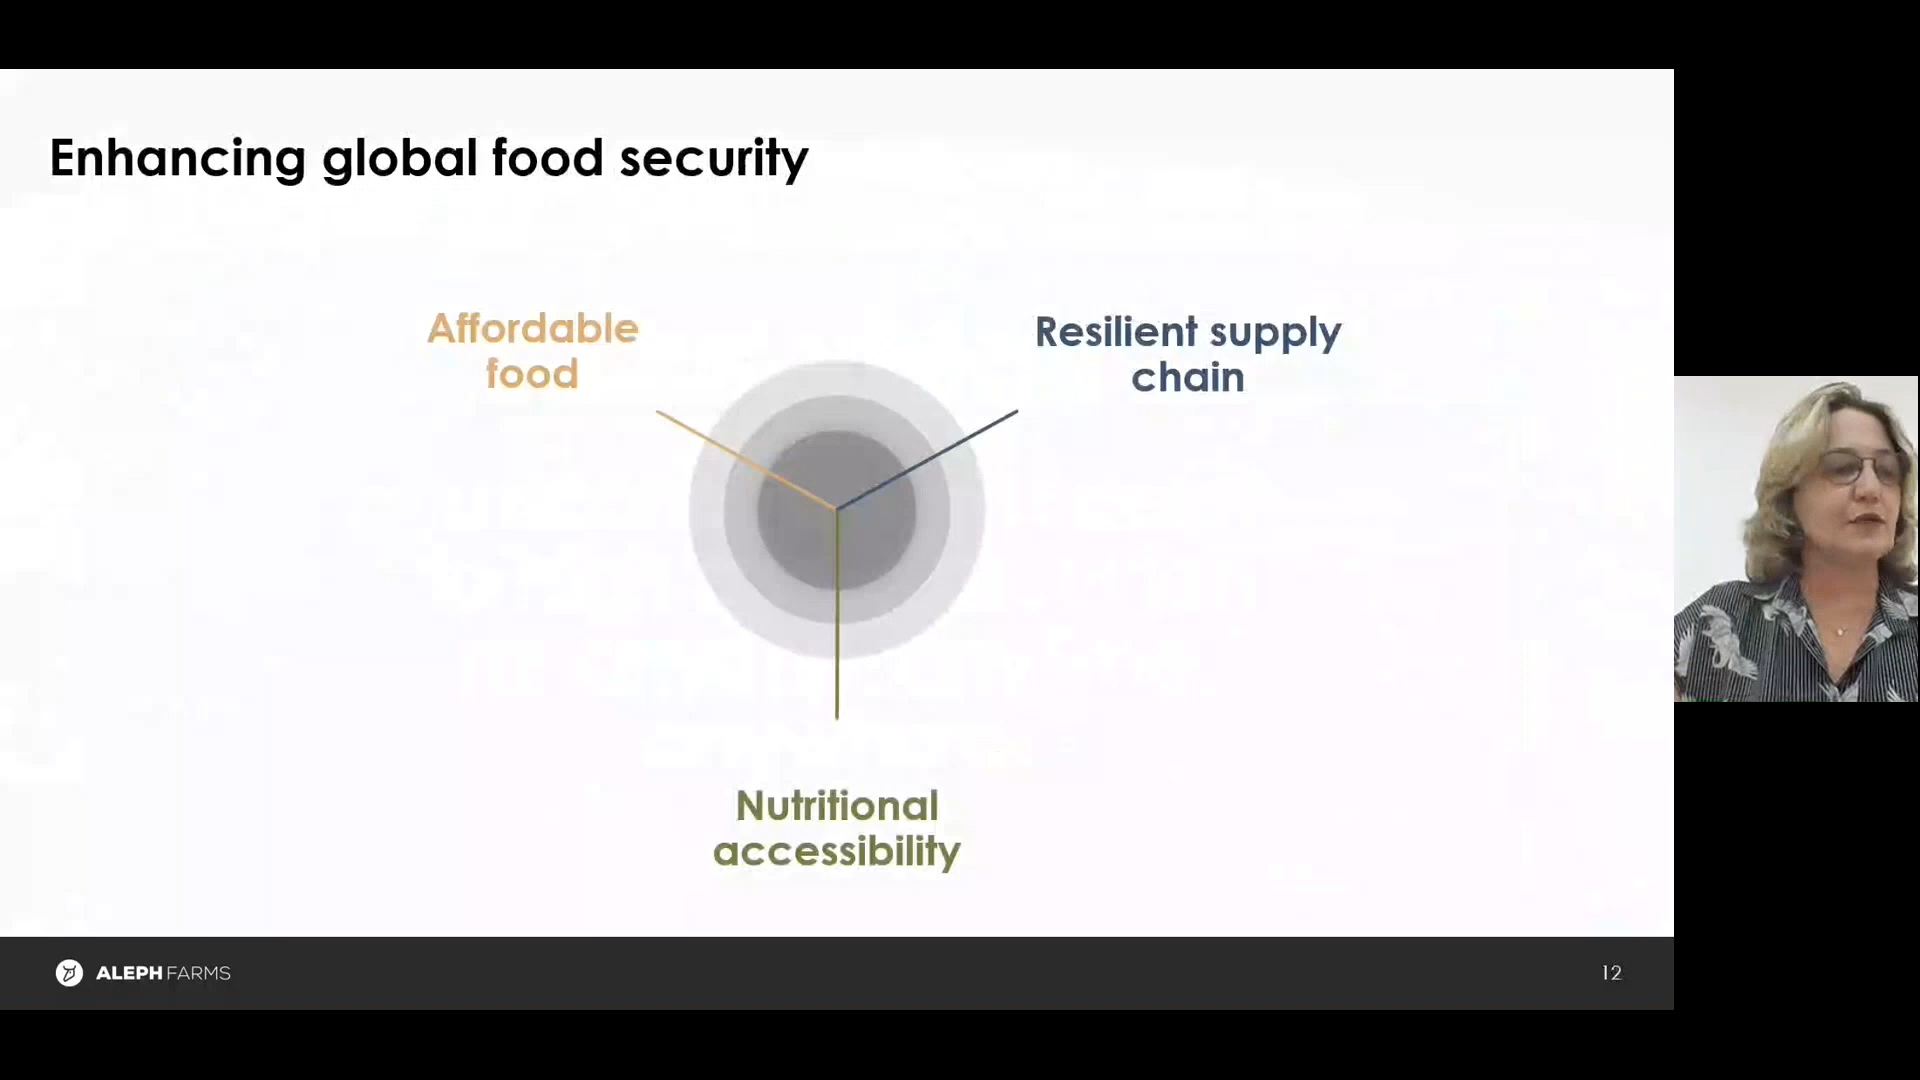 Enhancing global food security
Affordable
food
Resilient supply
chain
Nutritional
accessibility
ALEPH FARMS
12